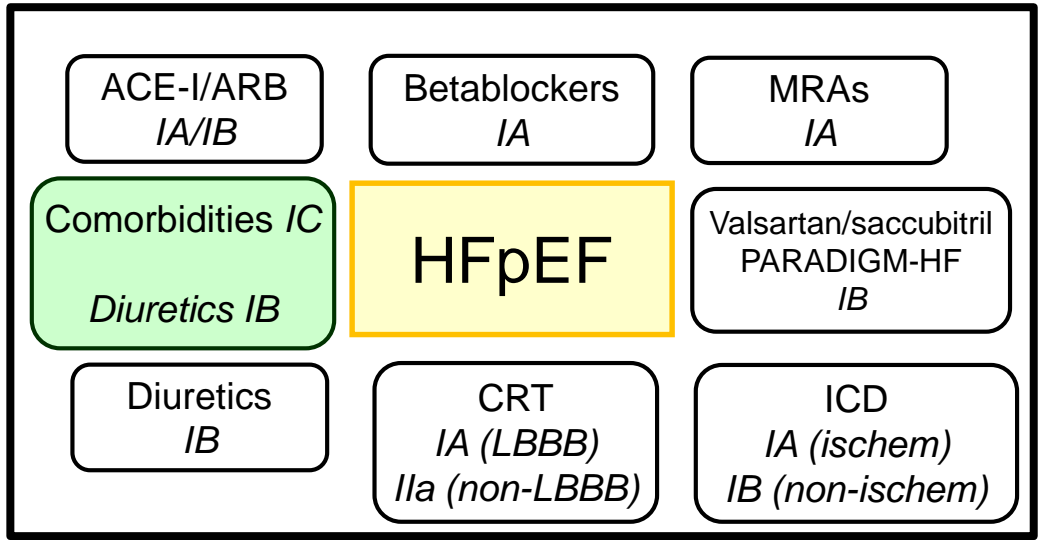 ACE-I/ARB
IA/IB
Betablockers
IA
MRAs
IA
Comorbidities IC
Diuretics IB
HFpEF
Valsartan/saccubitril
PARADIGM-HF
IB
Diuretics
IB
CRT
IA (LBBB)
IIa (non-LBBB)
ICD
IA (ischem)
IB (non-ischem)